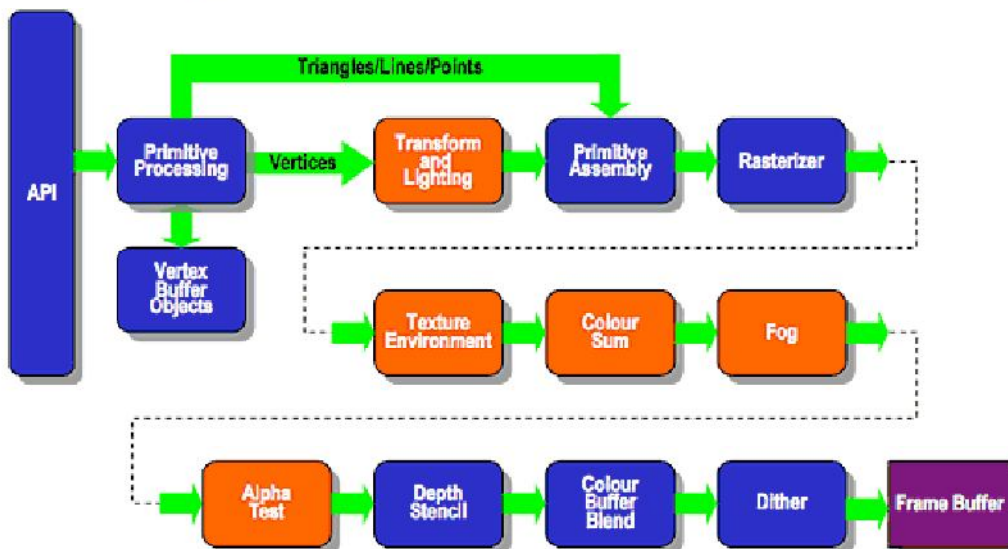 Triangles/Lines/Points
API
Primitive
Processing
Vertices
Transform
and
Lighting
Primitive
Assembly
Rasterizer
Vertex
Buffer
Objects
Texture
Environment
Colour
Sum
Fog
Alpha
Test
Depth
Stencil
Colour
Buffer
Blend
Dither
Frame Buffer